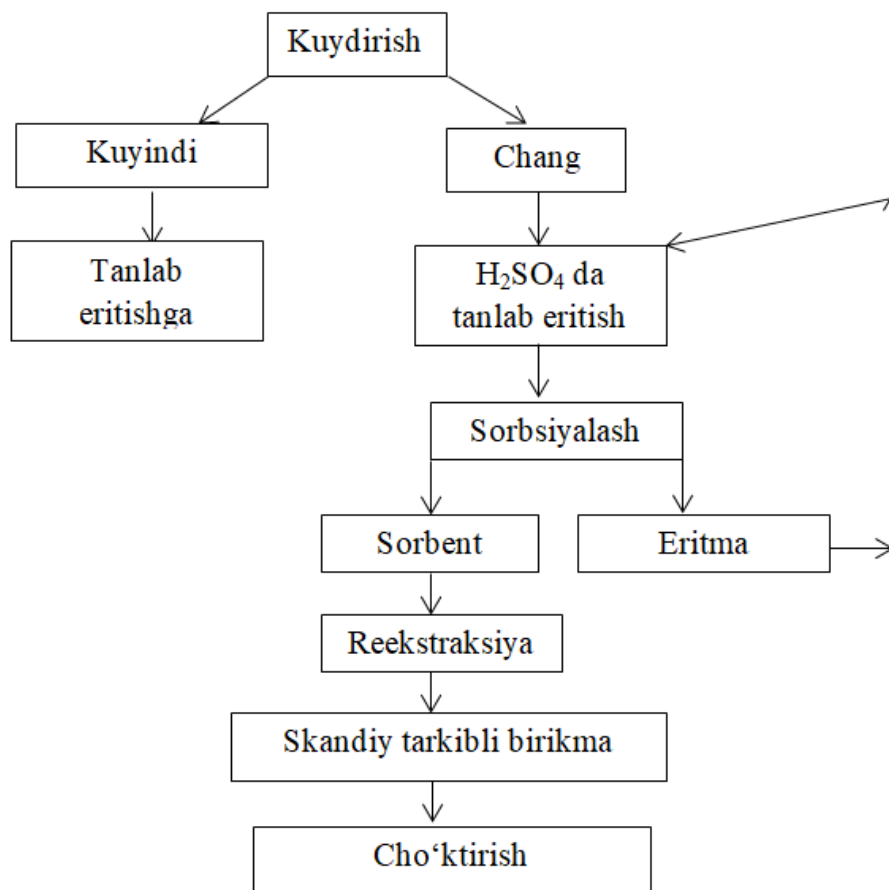 Kuydirish
Kuyindi
Chang
Tanlab
eritishga
H₂SO₄ da
tanlab eritish
Sorbsiyalash
Sorbent
Eritma
Reekstraksiya
Skandiy tarkibli birikma
Cho‘ktirish